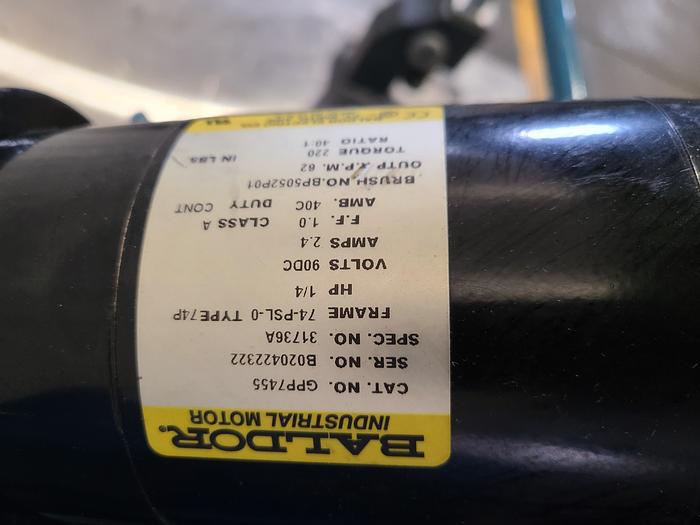 BALDOR®
INDUSTRIAL MOTOR
CAT. NO. GPP7455
SER. NO. B020422322
SPEC. NO. 31736A
FRAME 74-PSL-0 TYPE74P
HP 1/4
VOLTS 90DC
AMPS 2.4
F.F. 1.0 CLASS A
AMB. 40C DUTY CONT
BRUSH NO.BP5052P01
OUTP R.P.M. 62
TORQUE 220 IN LBS
RATIO 40:1
CE